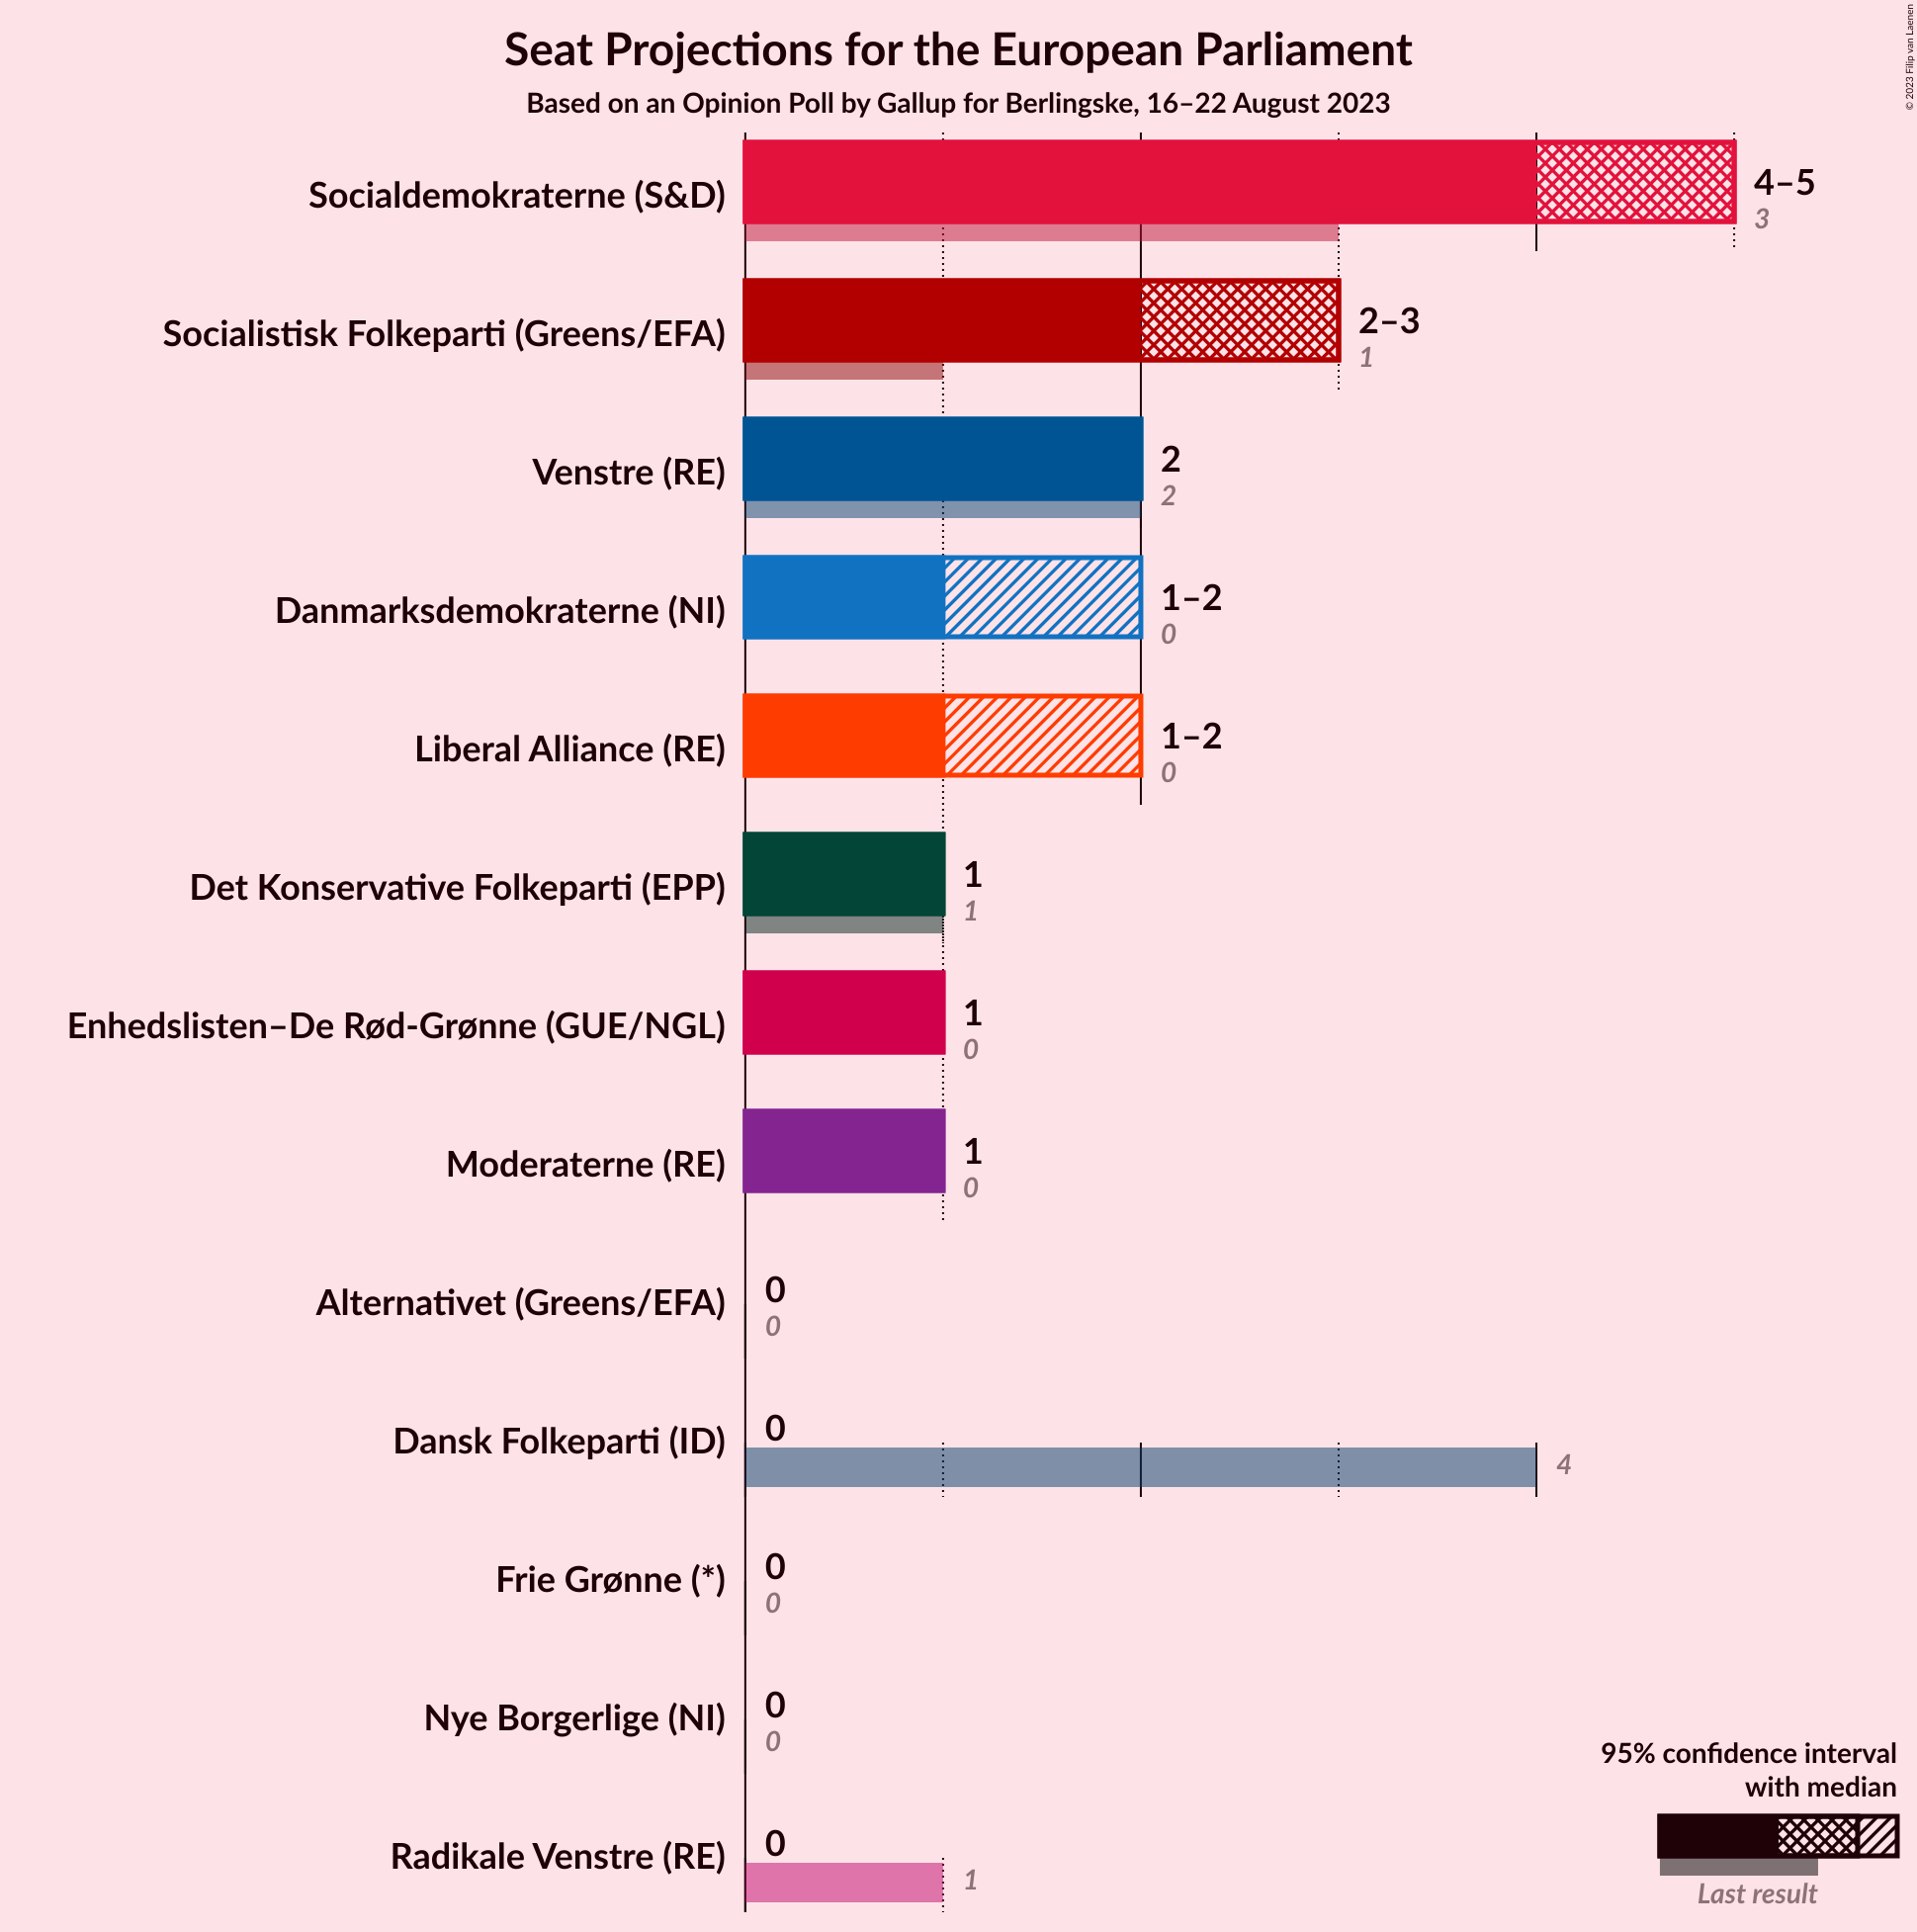 Seat Projections for the European Parliament
Based on an Opinion Poll by Gallup for Berlingske, 16–22 August 2023
© 2023 Filip van Laenen
Socialdemokraterne (S&D)
4–5
3
Socialistisk Folkeparti (Greens/EFA)
2–3
1
Venstre (RE)
2
2
Danmarksdemokraterne (NI)
1–2
0
Liberal Alliance (RE)
1–2
0
Det Konservative Folkeparti (EPP)
1
1
Enhedslisten–De Rød-Grønne (GUE/NGL)
1
0
Moderaterne (RE)
1
0
Alternativet (Greens/EFA)
0
0
Dansk Folkeparti (ID)
0
4
Frie Grønne (*)
0
0
Nye Borgerlige (NI)
0
0
Radikale Venstre (RE)
0
1
95% confidence interval
with median
Last result